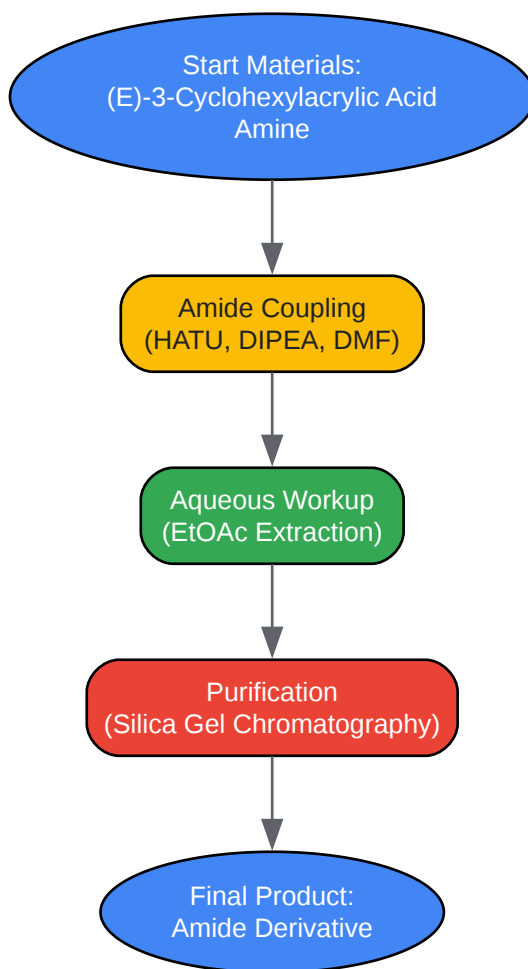 Start Materials:
(E)-3-Cyclohexylacrylic Acid
Amine
Amide Coupling
(HATU, DIPEA, DMF)
Aqueous Workup
(EtOAc Extraction)
Purification
(Silica Gel Chromatography)
Final Product:
Amide Derivative